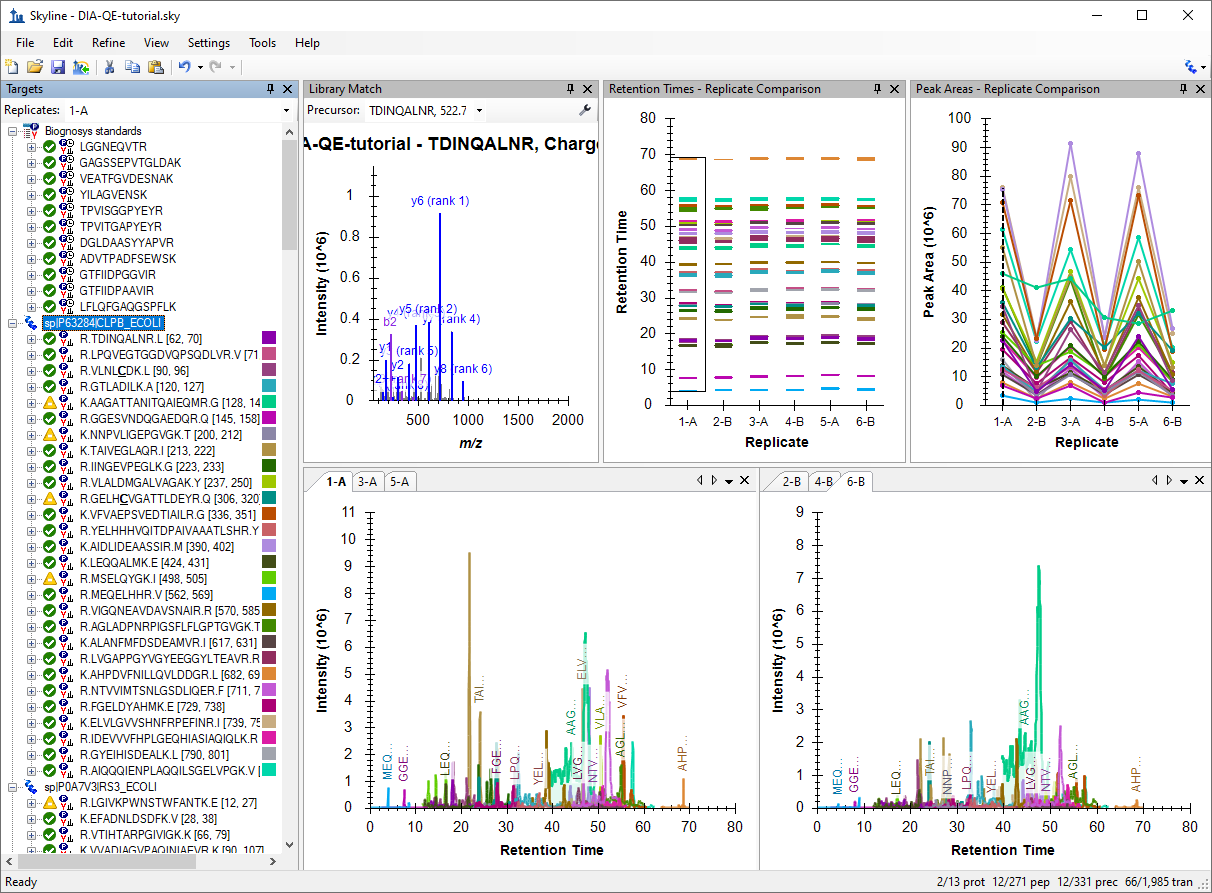 Skyline - DIA-QE-tutorial.sky
File Edit Refine View Settings Tools Help
Targets
Replicates: 1-A
Biognosys standards
LGGNEQVTR
GAGSSEPVTGLDAK
VEATFGVDESNAK
YILAGVENSK
TPVISGGPYEYR
TPVITGAPYEYR
DGLDAASYYAPVR
ADVTPADFSEWSK
GTFIIDPGGVIR
GTFIIDPAAVIR
LFLQFGAQGSPFLK
sp|P63284|CLPB_ECOLI
R.TDINQALNR.L [62, 70]
R.LPQVEGTGGDVQPSQDLVR.V [71
R.VLNLCDK.L [90, 96]
R.GTLADILK.A [120, 127]
K.AAGATTANITQAIEQMR.G [128, 14
R.GGESVNDQGAEDQR.Q [145, 158]
K.NNPVLIGEPGVGK.T [200, 212]
K.TAIVEGLAQR.I [213, 222]
R.IINGEVPEGLK.G [223, 233]
R.VLALDMGALVAGAK.Y [237, 250]
R.GELHCVGATTLDEYR.Q [306, 320]
K.VFVAEPSVEDTIAILR.G [336, 351]
R.YELHHHVQITDPAIVAAATLSHR.Y
K.AIDLIDEAASSIR.M [390, 402]
K.LEQQALMK.E [424, 431]
R.MSELQYGK.I [498, 505]
R.MEQELHHR.V [562, 569]
R.VIGQNEAVDAVSNAIR.R [570, 585
R.AGLADPNRPIGSFLFLGPTGVGK.T
K.ALANFMFDSDEAMVR.I [617, 631]
R.LVGAPPGYVGYEEGGYLTEAVR.R
K.AHPDVFNILLQVLDDGR.L [682, 69
R.NTVVIMTSNLGSDLIQER.F [711, 7
R.FGELDYAHMK.E [729, 738]
K.ELVLGVVSHNFRPEFINR.I [739, 75
R.IDEVVVFHPLGEQHIASIAQIQLK.R
R.GYEIHISDEALK.L [790, 801]
R.AIQQQIENPLAQQILSGELVPGK.V [
sp|P0A7V3|RS3_ECOLI
R.LGIVKPWNSTWFANTK.E [12, 27]
K.EFADNLDSDFK.V [28, 38]
R.VTIHTARPGIVIGK.K [66, 79]
K.VVADIAGVPAQINIAEVR.K [90, 107]
Library Match
Precursor: TDINQALNR, 522.7
A-QE-tutorial - TDINQALNR, Charge
Intensity (10^6)
1
0.8
0.6
0.4
0.2
0
y6 (rank 1)
y5 (rank 2)
b2
rank 4)
y1
(rank 5)
y2
y8 (rank 6)
500 1000 1500 2000
m/z
Retention Times - Replicate Comparison
Retention Time
80
70
60
50
40
30
20
10
0
1-A 2-B 3-A 4-B 5-A 6-B
Replicate
Peak Areas - Replicate Comparison
Peak Area (10^6)
100
90
80
70
60
50
40
30
20
10
0
1-A 2-B 3-A 4-B 5-A 6-B
Replicate
1-A 3-A 5-A
Intensity (10^6)
11
10
9
8
7
6
5
4
3
2
1
0
MEQ...
GGE...
LEQ...
TAI...
FGE...
LPQ...
YEL...
AAG...
LVG...
ELV...
NTV...
VLA...
AGL...
VFV...
AHP...
0 10 20 30 40 50 60 70 80
Retention Time
2-B 4-B 6-B
Intensity (10^6)
9
8
7
6
5
4
3
2
1
0
MEQ...
GGE...
LEQ...
TAI...
NNP...
LPQ...
YEL...
AAG...
LVG...
NTV...
AGL...
AHP...
0 10 20 30 40 50 60 70 80
Retention Time
Ready
2/13 prot 12/271 pep 12/331 prec 66/1,985 tran